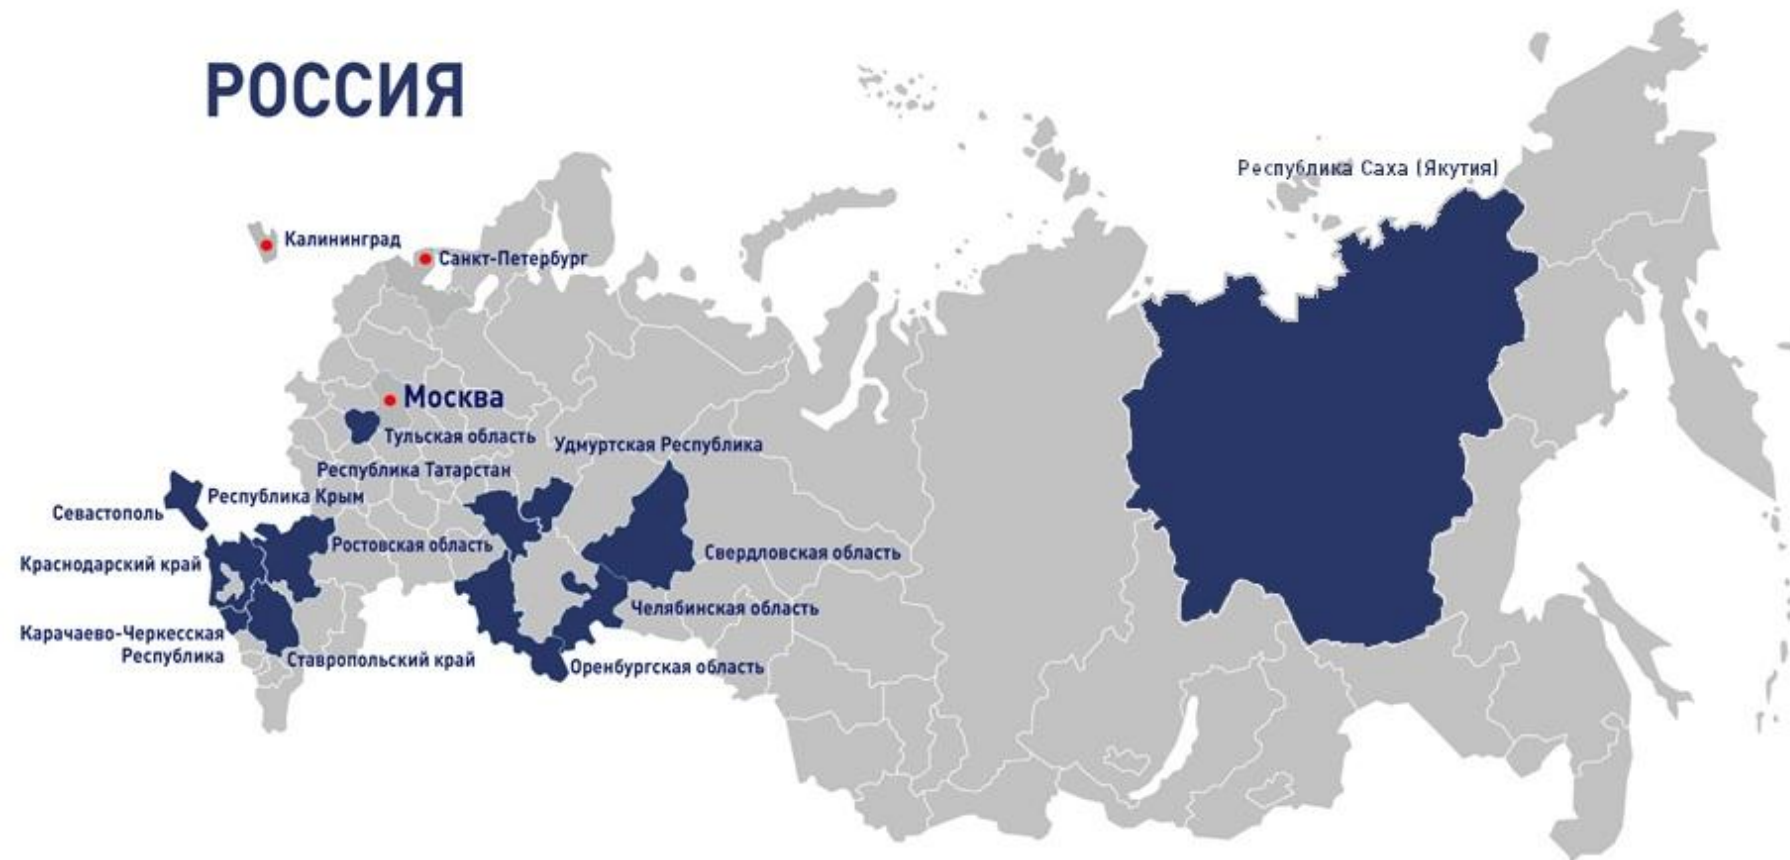 РОССИЯ
Республика Саха (Якутия)
Калининград
Санкт-Петербург
Москва
Тульская область
Удмуртская Республика
Республика Татарстан
Республика Крым
Севастополь
Ростовская область
Свердловская область
Краснодарский край
Челябинская область
Карачаево-Черкесская
Республика
Ставропольский край
Оренбургская область